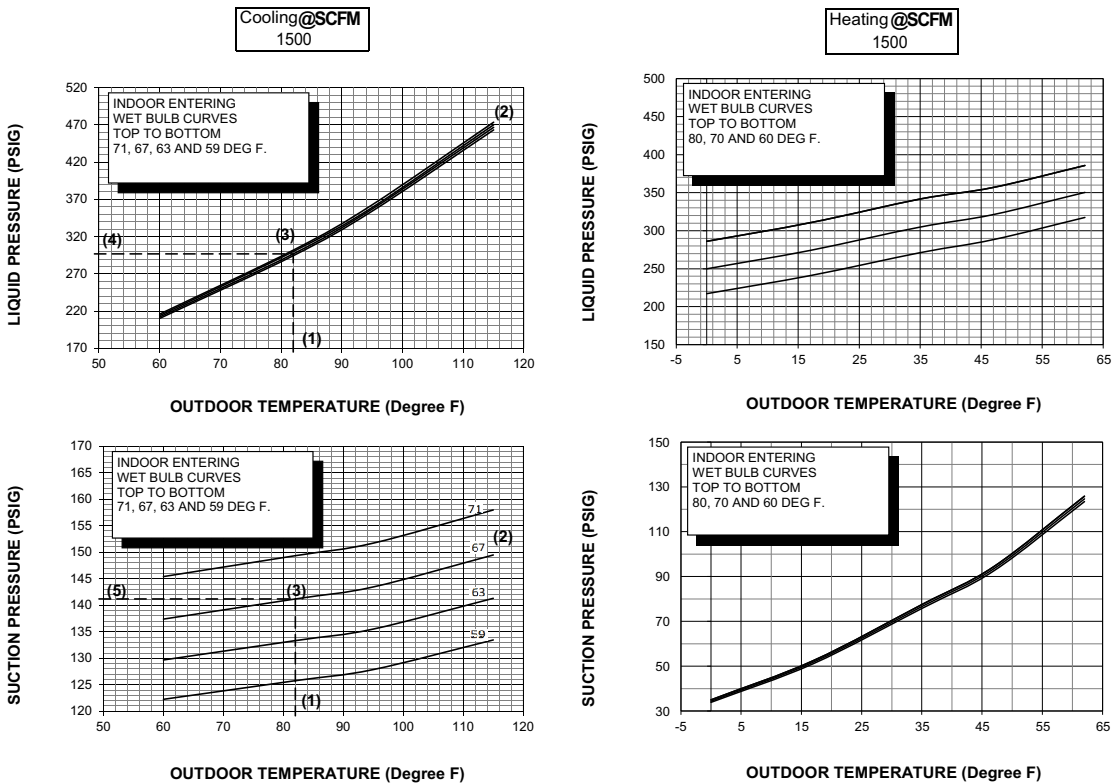 Cooling@SCFM
1500
Heating@SCFM
1500
LIQUID PRESSURE (PSIG)
520
470
420
370
320
270
220
170
INDOOR ENTERING
WET BULB CURVES
TOP TO BOTTOM
71, 67, 63 AND 59 DEG F.
(2)
(3)
(4)
(1)
50 60 70 80 90 100 110 120
OUTDOOR TEMPERATURE (Degree F)
LIQUID PRESSURE (PSIG)
500
450
400
350
300
250
200
150
INDOOR ENTERING
WET BULB CURVES
TOP TO BOTTOM
80, 70 AND 60 DEG F.
-5 5 15 25 35 45 55 65
OUTDOOR TEMPERATURE (Degree F)
SUCTION PRESSURE (PSIG)
170
165
160
155
150
145
140
135
130
125
120
INDOOR ENTERING
WET BULB CURVES
TOP TO BOTTOM
71, 67, 63 AND 59 DEG F.
71
(2)
67
(5)
(3)
63
59
(1)
50 60 70 80 90 100 110 120
OUTDOOR TEMPERATURE (Degree F)
SUCTION PRESSURE (PSIG)
150
130
110
90
70
50
30
INDOOR ENTERING
WET BULB CURVES
TOP TO BOTTOM
80, 70 AND 60 DEG F.
-5 5 15 25 35 45 55 65
OUTDOOR TEMPERATURE (Degree F)